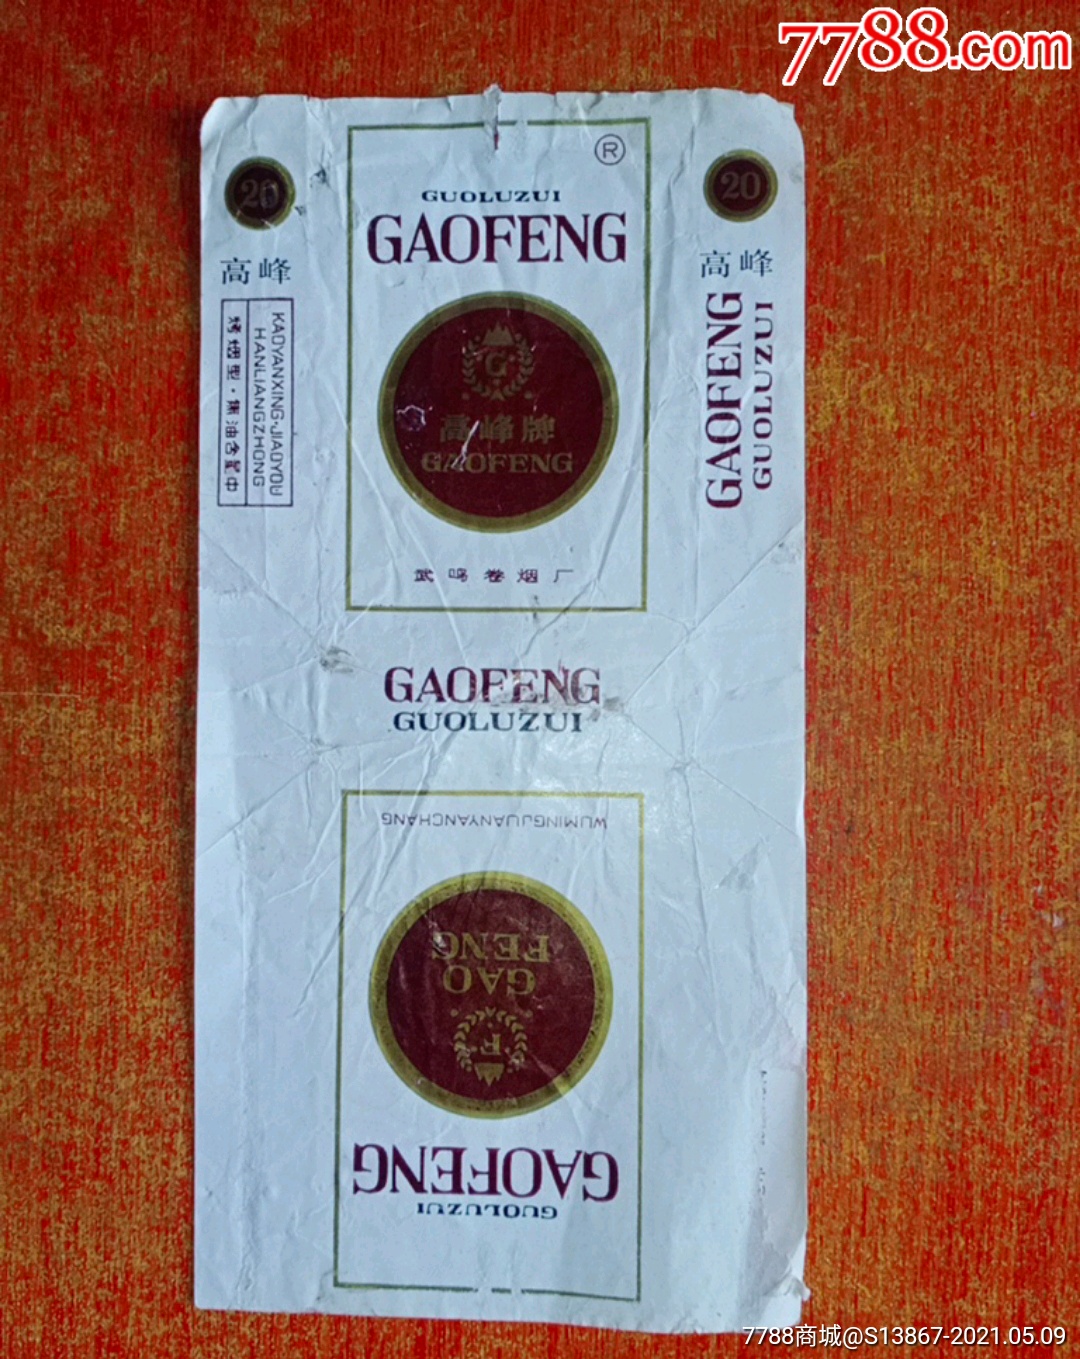 7788.com
20
高峰
KAOYANXING·JIAOYOU
HANLIANGZHONG
烤烟型·焦油含量中
®
GUOLUZUI
GAOFENG
G
高峰牌
GAOFENG
武鸣卷烟厂
20
高峰
GAOFENG
GUOLUZUI
GAOFENG
GUOLUZUI
GUOLUZUI
GAOFENG
F
GAO
FENG
WUMINGJUANYANCHANG
7788商城@S13867-2021.05.09